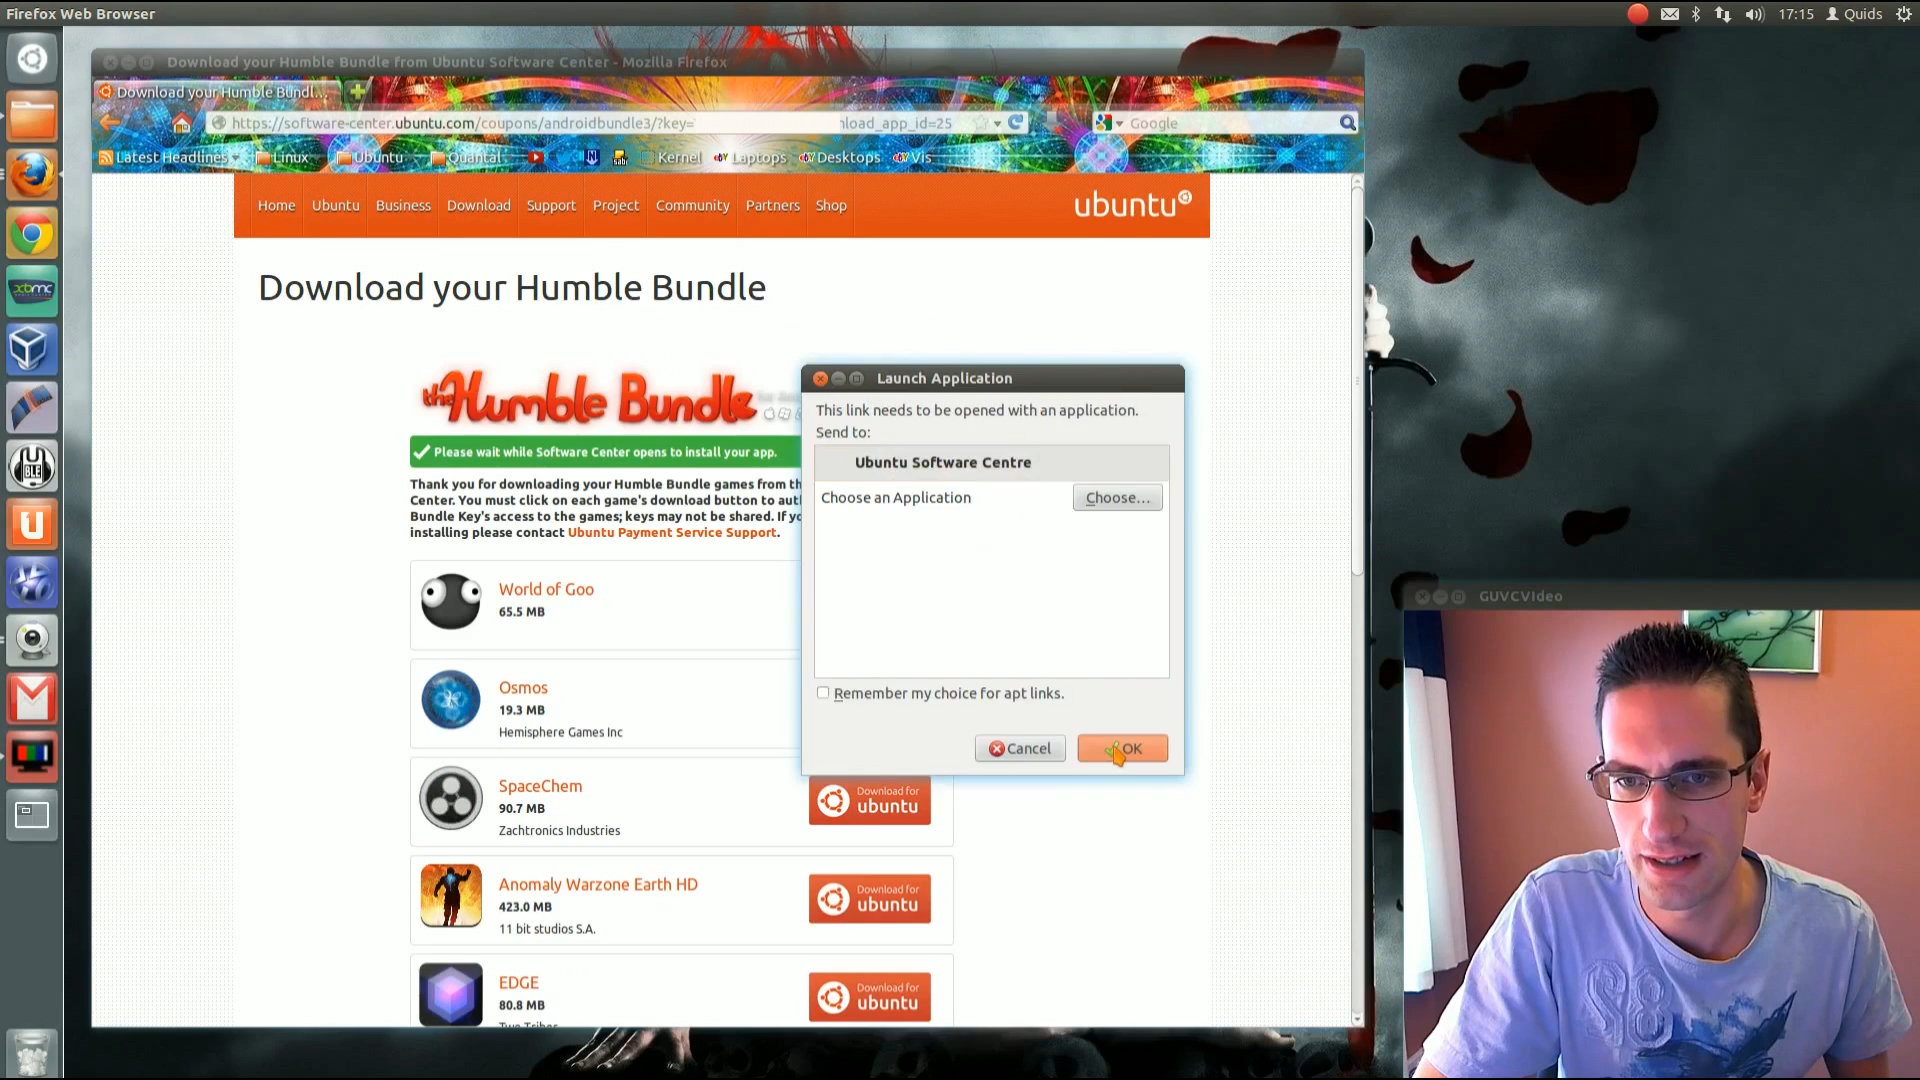 Firefox Web Browser
17:15 Quids
Download your Humble Bundle from Ubuntu Software Center - Mozilla Firefox
Download your Humble Bundl...
https://software-center.ubuntu.com/coupons/androidbundle3/?key=
load_app_id=25
Google
Latest Headlines
Linux
Ubuntu
Quantal
Kernel
Laptops
Desktops
Vis
Home
Ubuntu
Business
Download
Support
Project
Community
Partners
Shop
ubuntu
Download your Humble Bundle
the Humble Bundle
Please wait while Software Center opens to install your app.
Thank you for downloading your Humble Bundle games from th
Center. You must click on each game's download button to aut
Bundle Key's access to the games; keys may not be shared. If yo
installing please contact Ubuntu Payment Service Support.
World of Goo
65.5 MB
Osmos
19.3 MB
Hemisphere Games Inc
SpaceChem
90.7 MB
Zachtronics Industries
Download for
ubuntu
Anomaly Warzone Earth HD
423.0 MB
11 bit studios S.A.
Download for
ubuntu
EDGE
80.8 MB
Two Tribes
Download for
ubuntu
Launch Application
This link needs to be opened with an application.
Send to:
Ubuntu Software Centre
Choose an Application
Choose...
Remember my choice for apt links.
Cancel
OK
GUVCVIdeo
xbmc